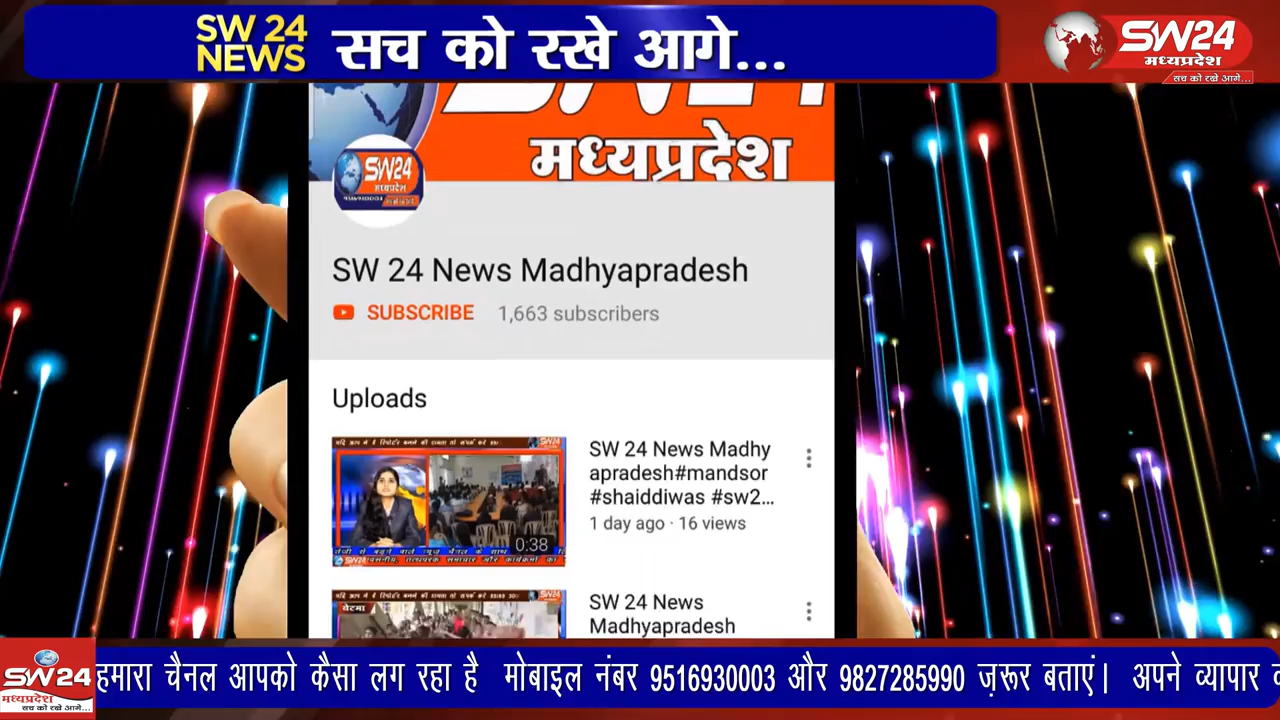 SW 24
NEWS
सच को रखे आगे...
SW24
मध्यप्रदेश
सच को रखे आगे...
मध्यप्रदेश
SW24
मध्यप्रदेश
SW 24 News Madhyapradesh
SUBSCRIBE 1,663 subscribers
Uploads
SW 24 News Madhy
apradesh#mandsor
#shaiddiwas #sw2...
1 day ago · 16 views
0:38
SW 24 News
Madhyapradesh
बेटमा
SW24
मध्यप्रदेश
सच को रखे आगे...
हमारा चैनल आपको कैसा लग रहा है मोबाइल नंबर 9516930003 और 9827285990 ज़रूर बताएं। अपने व्यापार